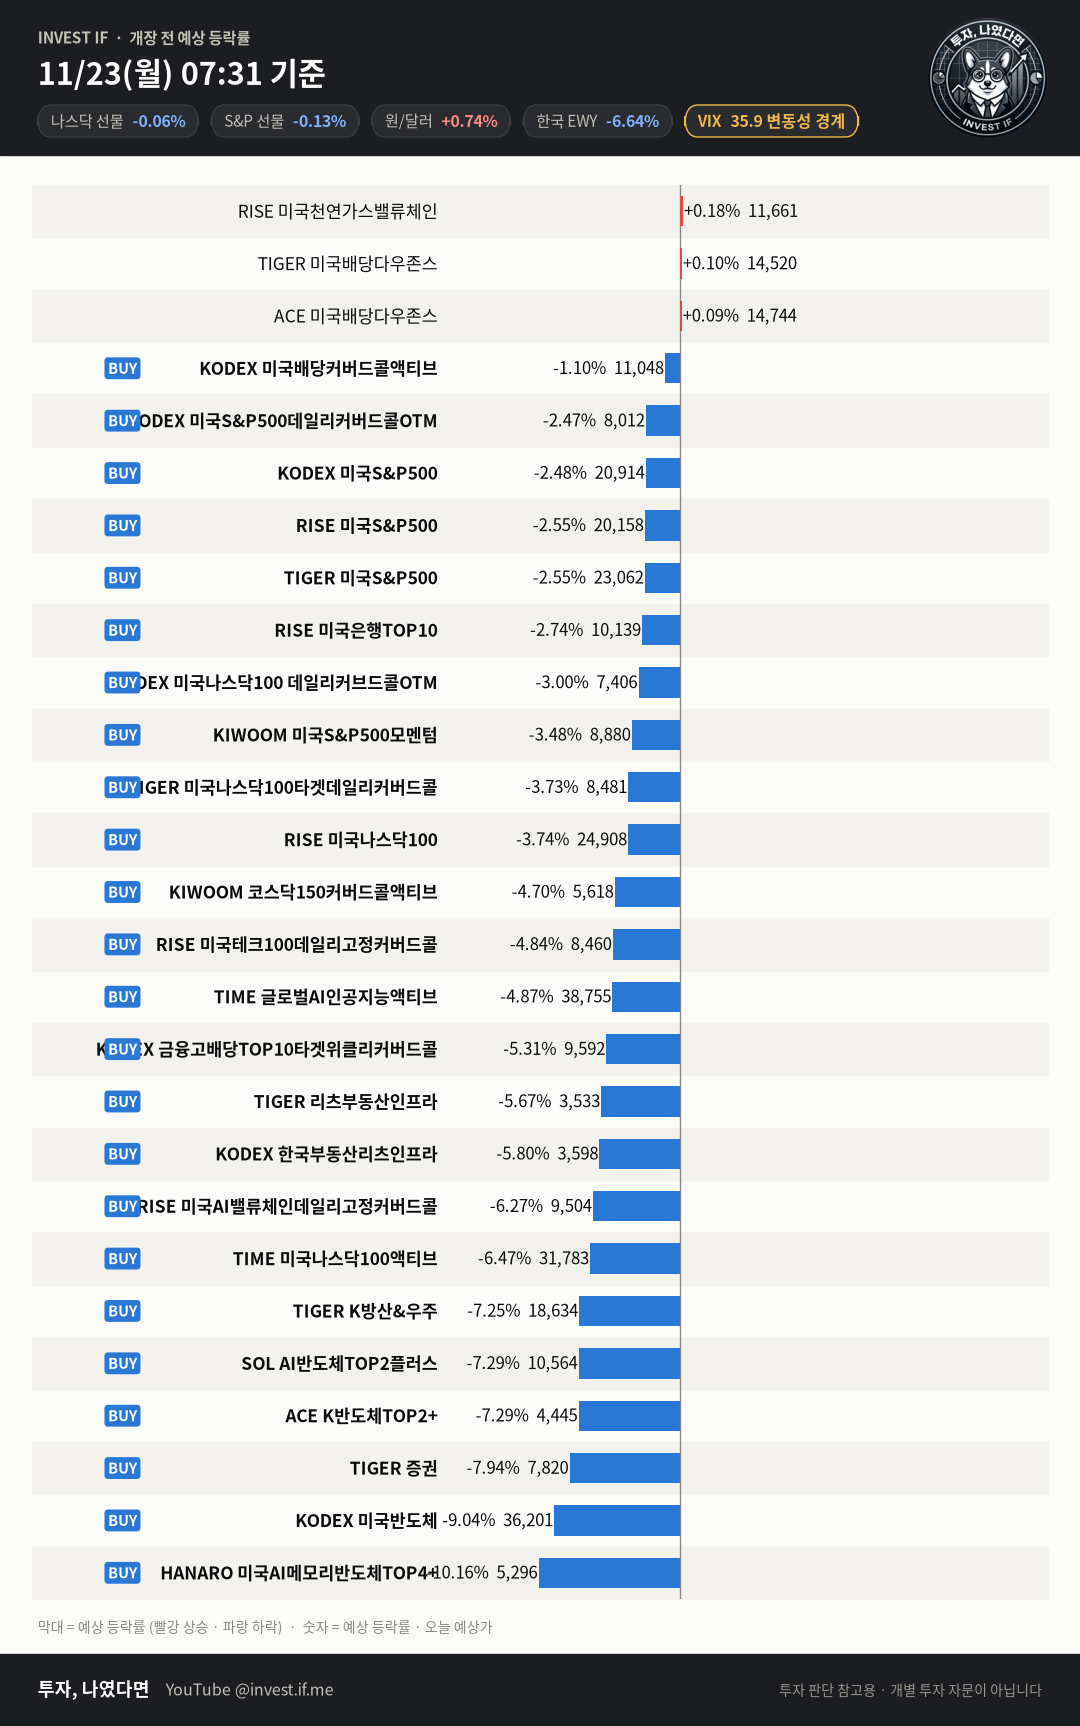 INVEST IF · 개장 전 예상 등락률
11/23(월) 07:31 기준
나스닥 선물 -0.06% S&P 선물 -0.13% 원/달러 +0.74% 한국 EWY -6.64% VIX 35.9 변동성 경계
투자, 나였다면
INVEST IF
RISE 미국천연가스밸류체인 +0.18% 11,661
TIGER 미국배당다우존스 +0.10% 14,520
ACE 미국배당다우존스 +0.09% 14,744
BUY KODEX 미국배당커버드콜액티브 -1.10% 11,048
BUY ODEX 미국S&P500데일리커버드콜OTM -2.47% 8,012
BUY KODEX 미국S&P500 -2.48% 20,914
BUY RISE 미국S&P500 -2.55% 20,158
BUY TIGER 미국S&P500 -2.55% 23,062
BUY RISE 미국은행TOP10 -2.74% 10,139
BUY DEX 미국나스닥100 데일리커브드콜OTM -3.00% 7,406
BUY KIWOOM 미국S&P500모멘텀 -3.48% 8,880
BUY IGER 미국나스닥100타겟데일리커버드콜 -3.73% 8,481
BUY RISE 미국나스닥100 -3.74% 24,908
BUY KIWOOM 코스닥150커버드콜액티브 -4.70% 5,618
BUY RISE 미국테크100데일리고정커버드콜 -4.84% 8,460
BUY TIME 글로벌AI인공지능액티브 -4.87% 38,755
K BUY X 금융고배당TOP10타겟위클리커버드콜 -5.31% 9,592
BUY TIGER 리츠부동산인프라 -5.67% 3,533
BUY KODEX 한국부동산리츠인프라 -5.80% 3,598
BUY RISE 미국AI밸류체인데일리고정커버드콜 -6.27% 9,504
BUY TIME 미국나스닥100액티브 -6.47% 31,783
BUY TIGER K방산&우주 -7.25% 18,634
BUY SOL AI반도체TOP2플러스 -7.29% 10,564
BUY ACE K반도체TOP2+ -7.29% 4,445
BUY TIGER 증권 -7.94% 7,820
BUY KODEX 미국반도체 -9.04% 36,201
BUY HANARO 미국AI메모리반도체TOP4+ -10.16% 5,296
막대 = 예상 등락률 (빨강 상승 · 파랑 하락) · 숫자 = 예상 등락률 · 오늘 예상가
투자, 나였다면 YouTube @invest.if.me 투자 판단 참고용 · 개별 투자 자문이 아닙니다